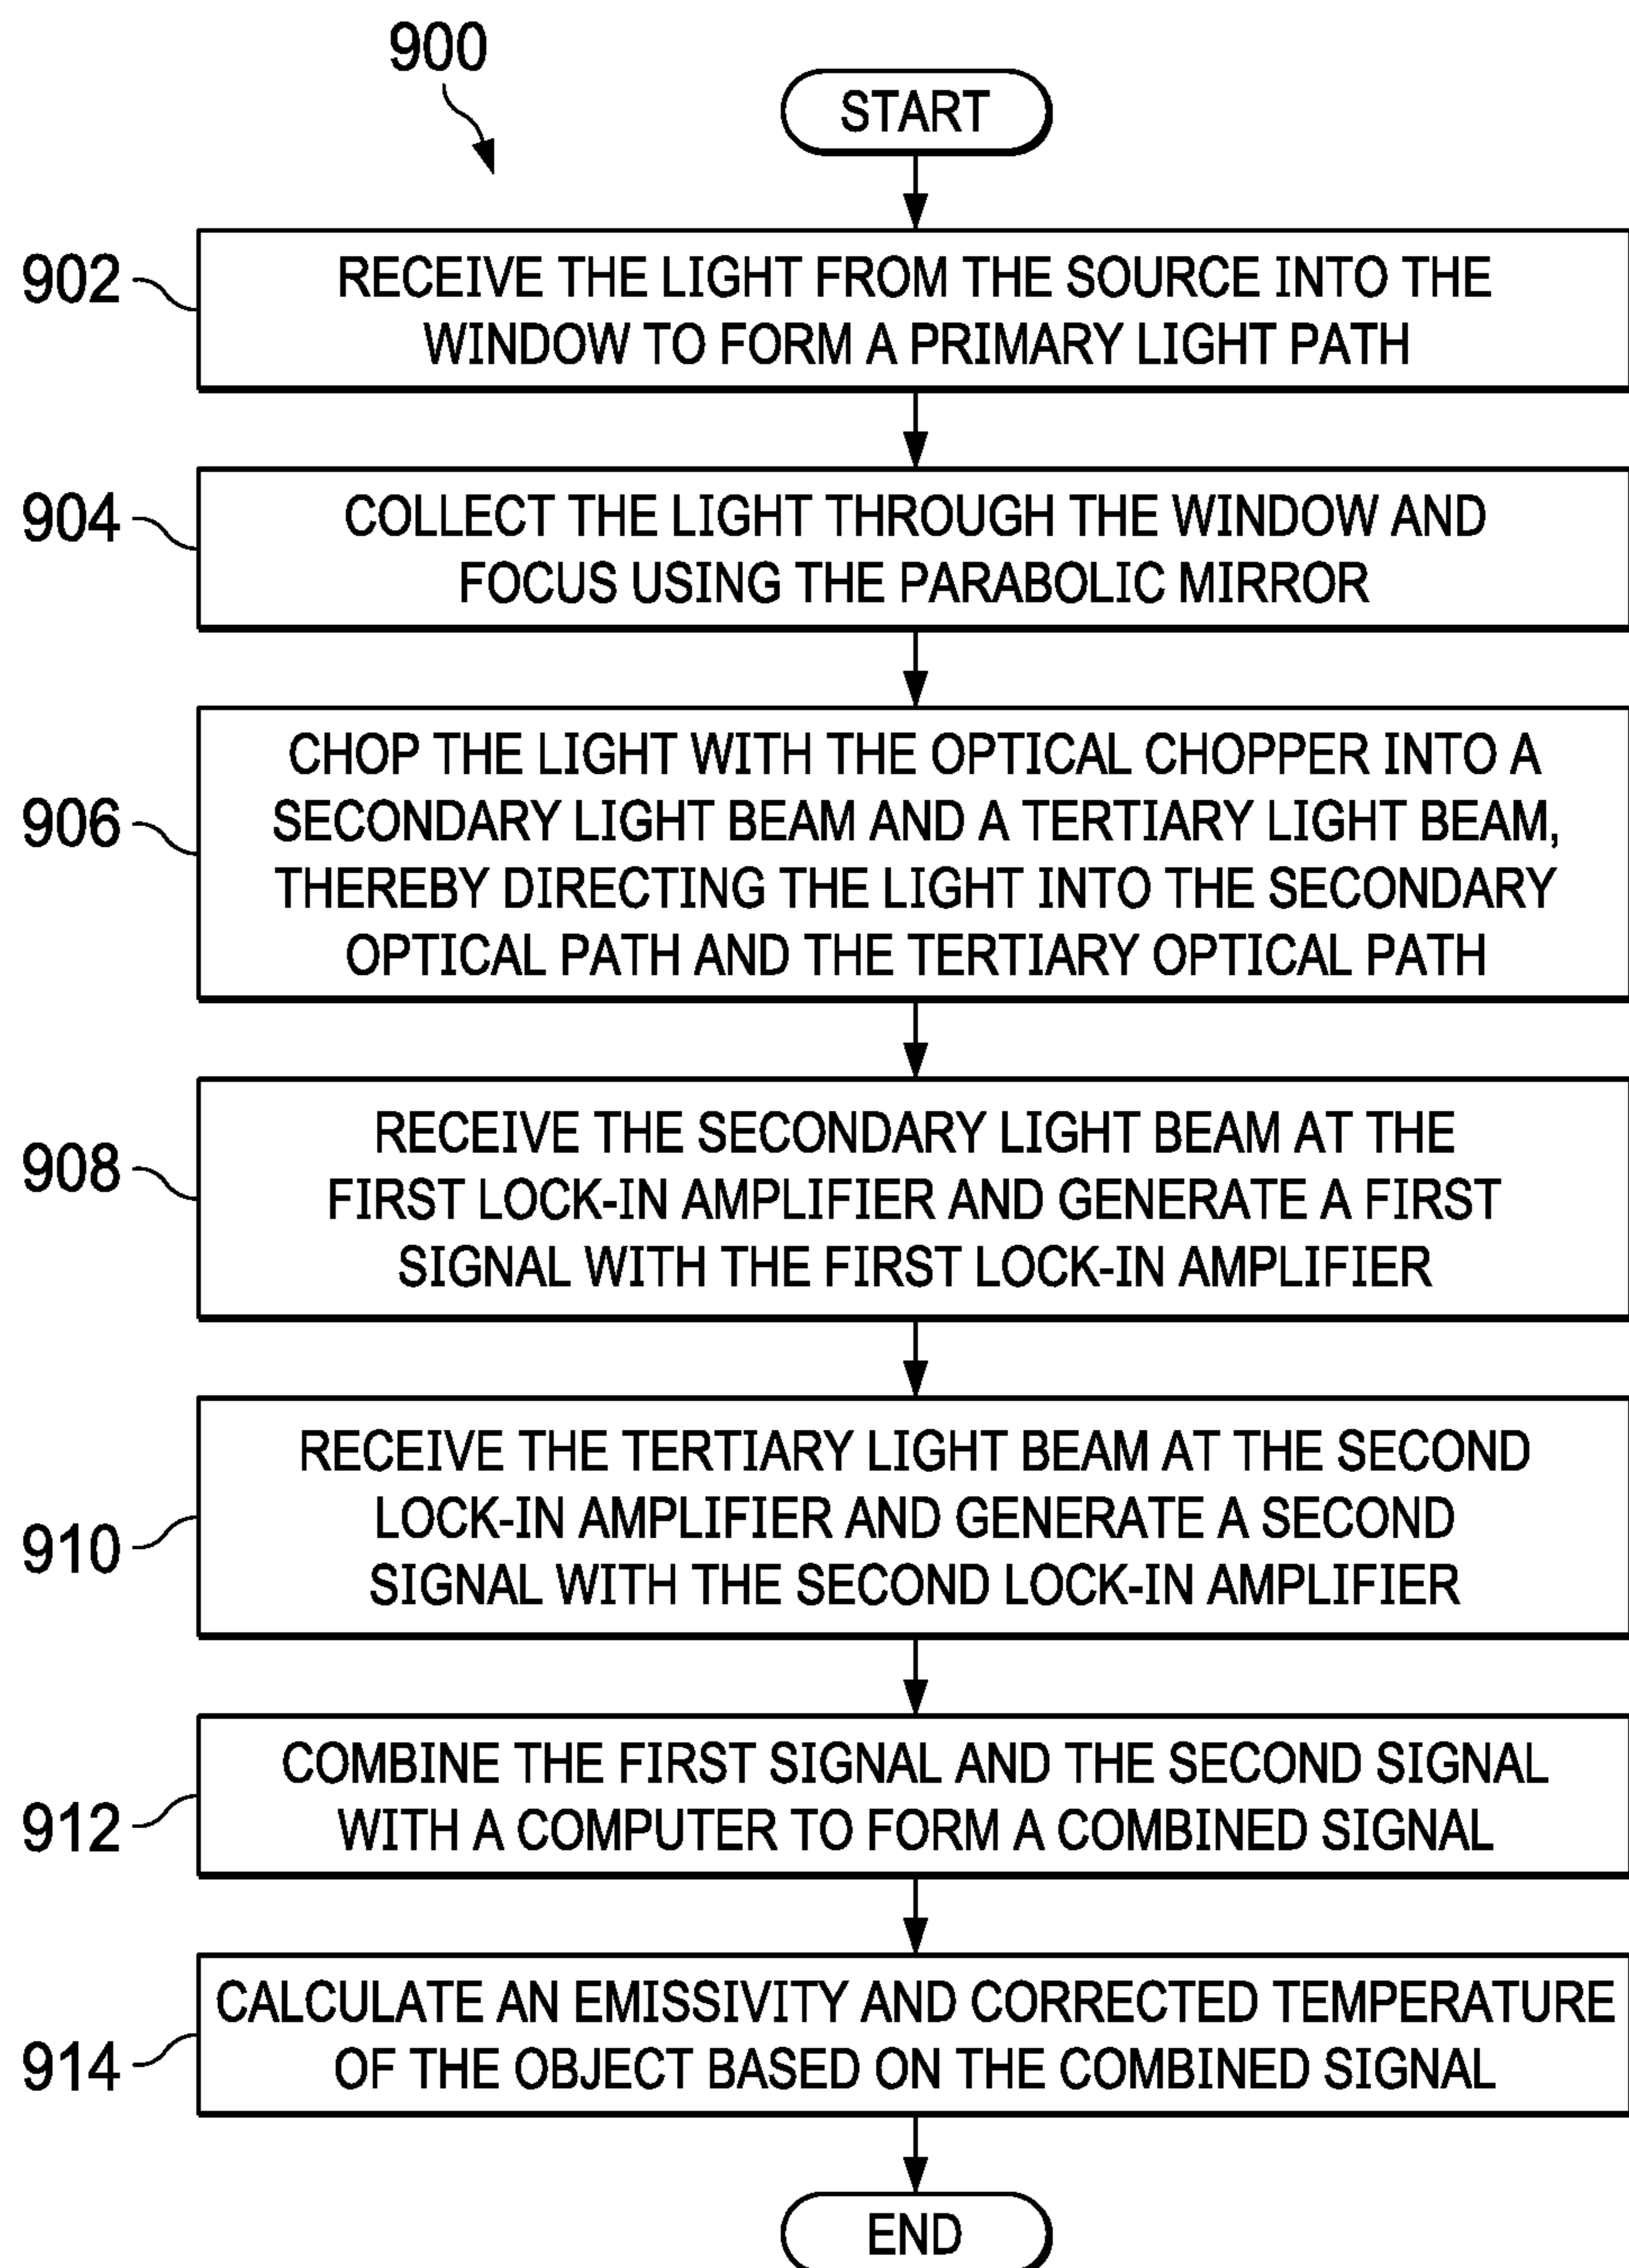 900
START
902
RECEIVE THE LIGHT FROM THE SOURCE INTO THE
WINDOW TO FORM A PRIMARY LIGHT PATH
904
COLLECT THE LIGHT THROUGH THE WINDOW AND
FOCUS USING THE PARABOLIC MIRROR
906
CHOP THE LIGHT WITH THE OPTICAL CHOPPER INTO A
SECONDARY LIGHT BEAM AND A TERTIARY LIGHT BEAM,
THEREBY DIRECTING THE LIGHT INTO THE SECONDARY
OPTICAL PATH AND THE TERTIARY OPTICAL PATH
908
RECEIVE THE SECONDARY LIGHT BEAM AT THE
FIRST LOCK-IN AMPLIFIER AND GENERATE A FIRST
SIGNAL WITH THE FIRST LOCK-IN AMPLIFIER
910
RECEIVE THE TERTIARY LIGHT BEAM AT THE SECOND
LOCK-IN AMPLIFIER AND GENERATE A SECOND
SIGNAL WITH THE SECOND LOCK-IN AMPLIFIER
912
COMBINE THE FIRST SIGNAL AND THE SECOND SIGNAL
WITH A COMPUTER TO FORM A COMBINED SIGNAL
914
CALCULATE AN EMISSIVITY AND CORRECTED TEMPERATURE
OF THE OBJECT BASED ON THE COMBINED SIGNAL
END